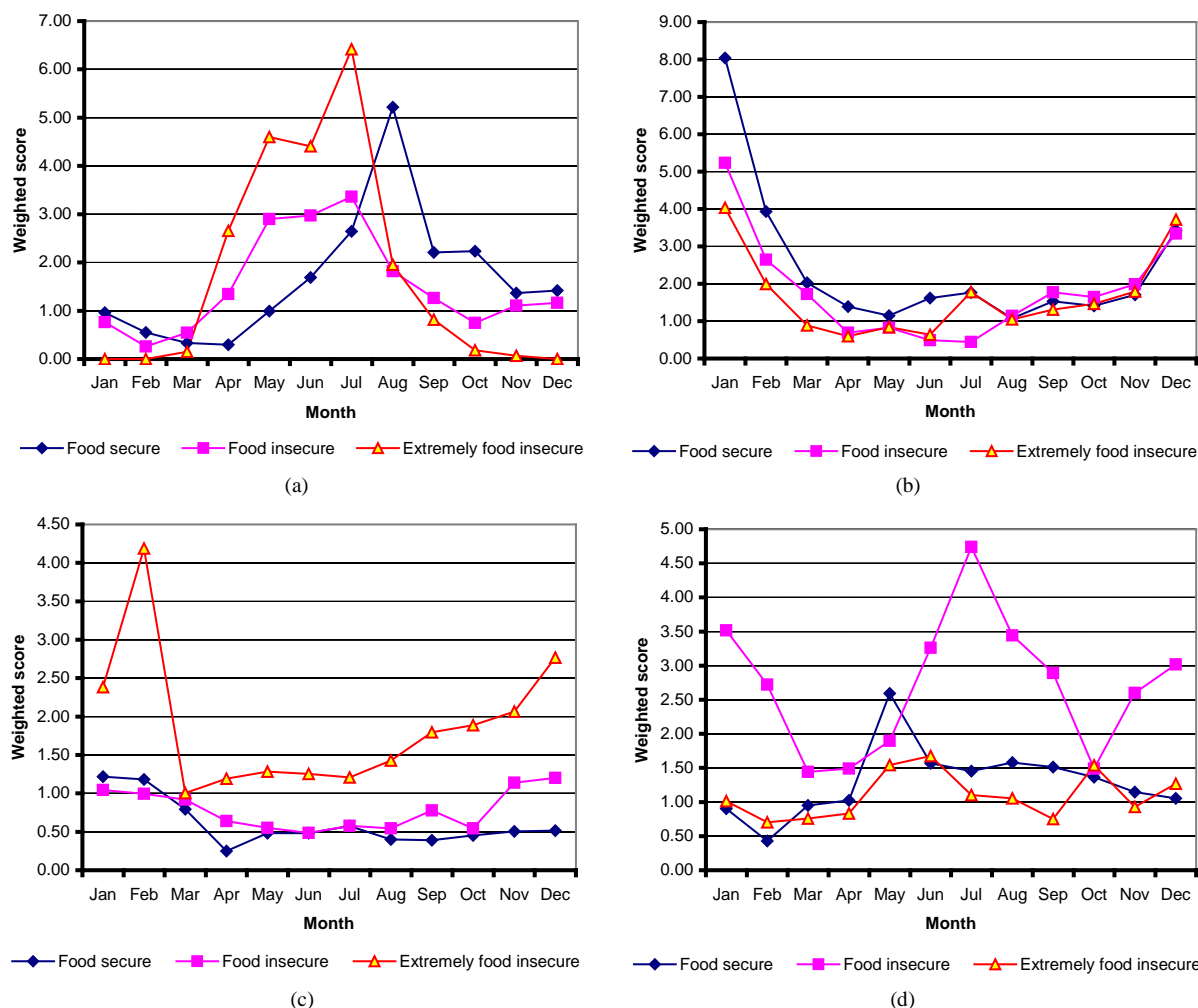 7.00
6.00
5.00
4.00
3.00
2.00
1.00
0.00
Weighted score
Jan Feb Mar Apr May Jun Jul Aug Sep Oct Nov Dec
Month
Food secure Food insecure Extremely food insecure
(a)
9.00
8.00
7.00
6.00
5.00
4.00
3.00
2.00
1.00
0.00
Weighted score
Jan Feb Mar Apr May Jun Jul Aug Sep Oct Nov Dec
Month
Food secure Food insecure Extremely food insecure
(b)
4.50
4.00
3.50
3.00
2.50
2.00
1.50
1.00
0.50
0.00
Weighted score
Jan Feb Mar Apr May Jun Jul Aug Sep Oct Nov Dec
Month
Food secure Food insecure Extremely food insecure
(c)
5.00
4.50
4.00
3.50
3.00
2.50
2.00
1.50
1.00
0.50
0.00
Weighted score
Jan Feb Mar Apr May Jun Jul Aug Sep Oct Nov Dec
Month
Food secure Food insecure Extremely food insecure
(d)